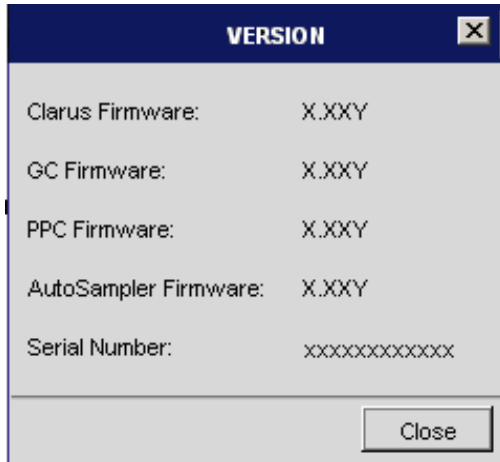 VERSION
Clarus Firmware: X.XXY
GC Firmware: X.XXY
PPC Firmware: X.XXY
AutoSampler Firmware: X.XXY
Serial Number: xxxxxxxxxxxx
Close